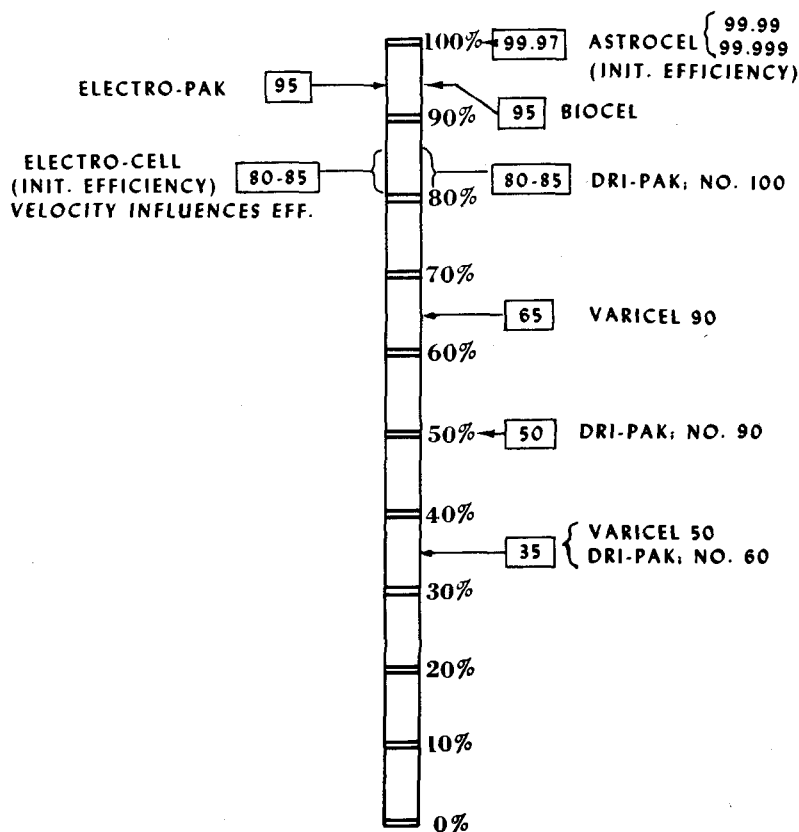 100%
99.97
ASTROCEL { 99.99
99.999
(INIT. EFFICIENCY)
ELECTRO-PAK
95
95
BIOCEL
90%
ELECTRO-CELL
(INIT. EFFICIENCY)
VELOCITY INFLUENCES EFF.
80-85
80-85
DRI-PAK; NO. 100
80%
70%
65
VARICEL 90
60%
50%
50
DRI-PAK; NO. 90
40%
35
VARICEL 50
DRI-PAK; NO. 60
30%
20%
10%
0%